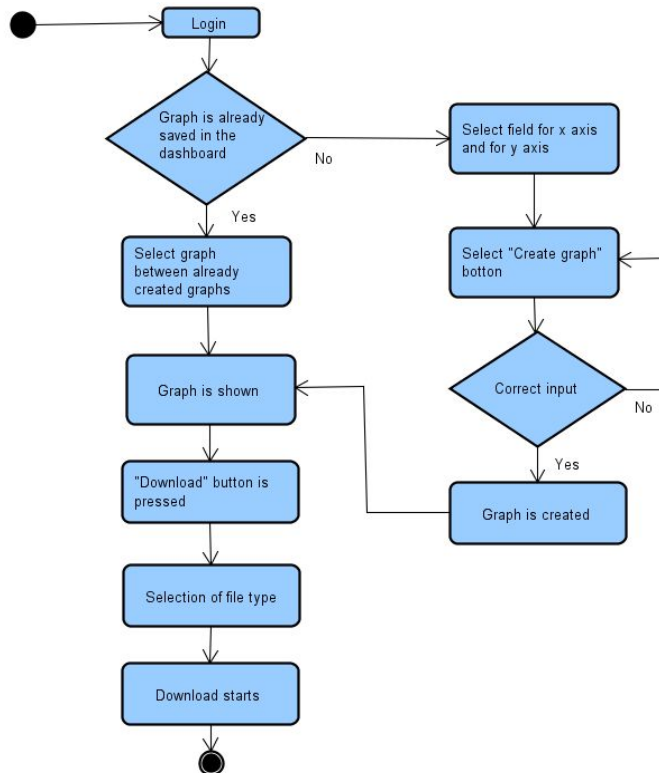 Login
Graph is already
saved in the
dashboard
No
Yes
Select field for x axis
and for y axis
Select graph
between already
created graphs
Select "Create graph"
botton
Graph is shown
Correct input
No
Yes
"Download" button is
pressed
Graph is created
Selection of file type
Download starts